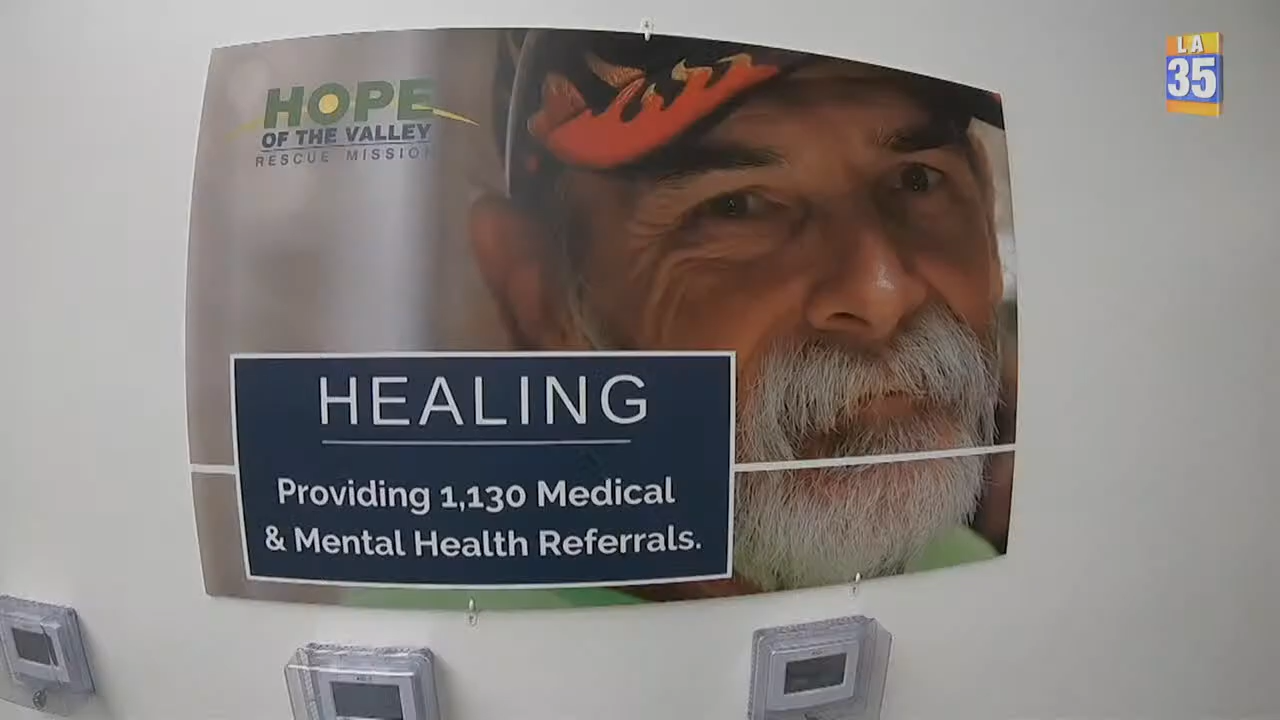 HOPE
OF THE VALLEY
RESCUE MISSION
HEALING
Providing 1,130 Medical
& Mental Health Referrals.
LA
35